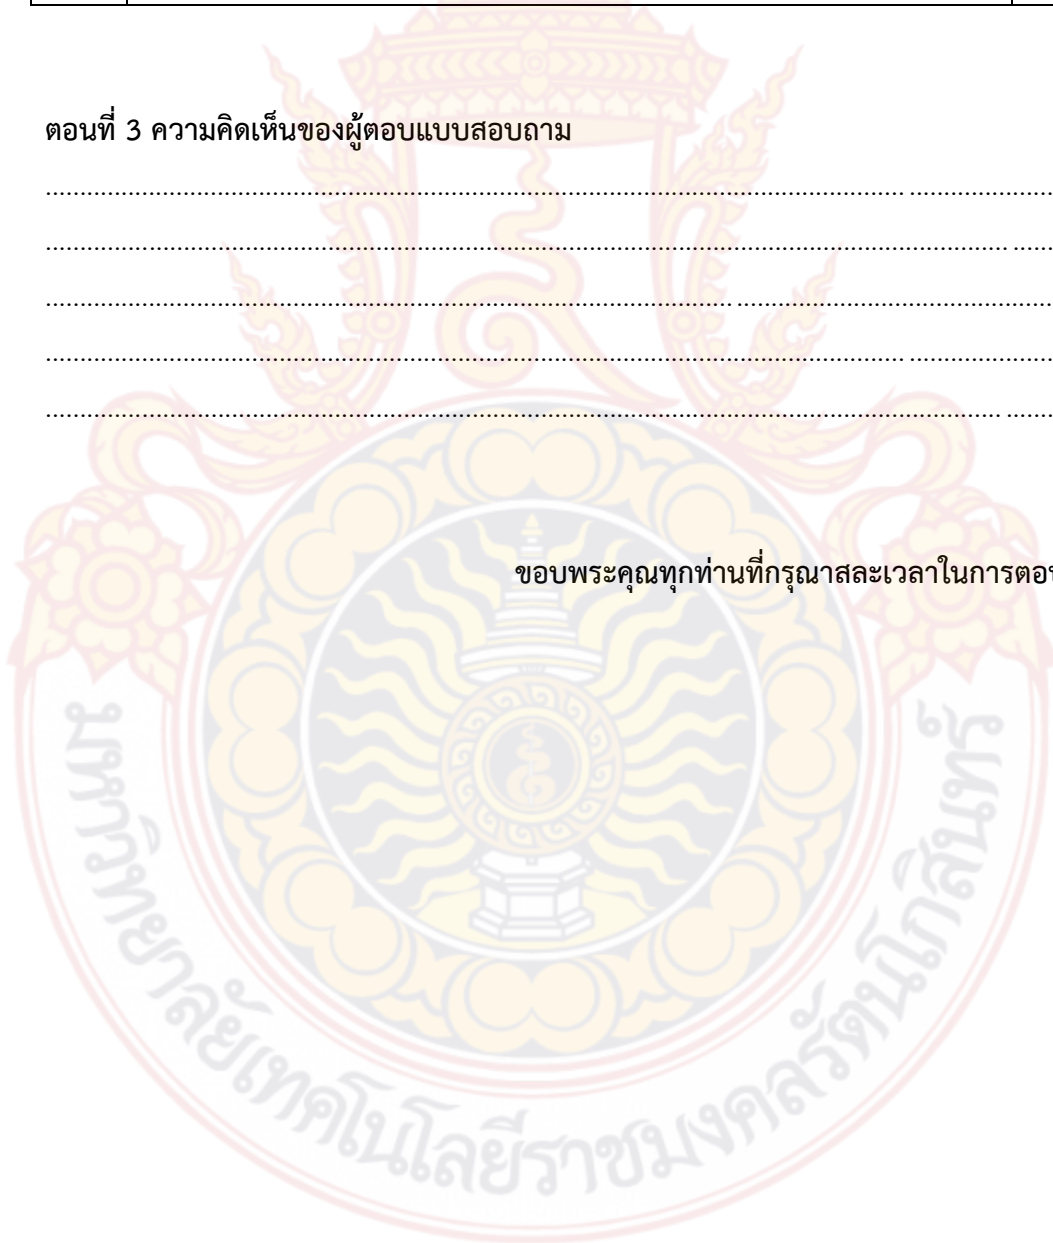 ตอนที่ 3 ความคิดเห็นของผู้ตอบแบบสอบถาม
ขอบพระคุณทุกท่านที่กรุณาสละเวลาในการตอบ
มหาวิทยาลัยเทคโนโลยีราชมงคลรัตนโกสินทร์